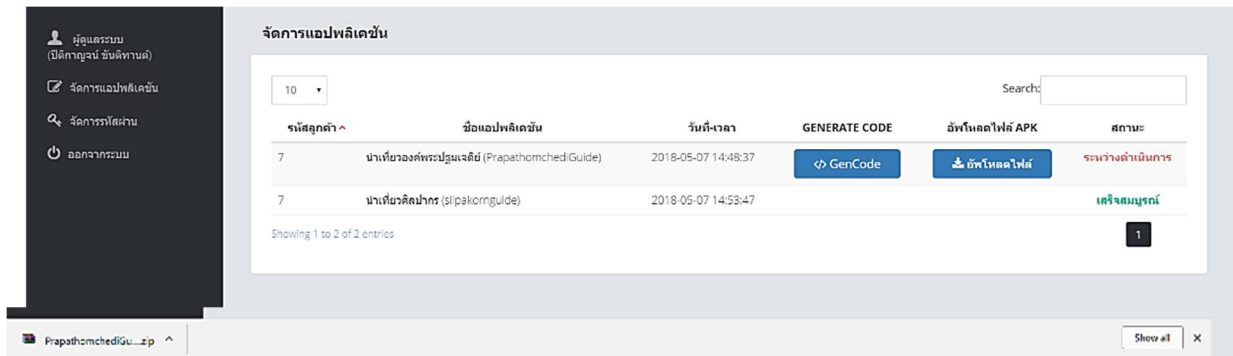 ผู้ดูแลระบบ
(ปิติกาญจน์ ขันติทานต์)
จัดการแอปพลิเคชัน
จัดการรหัสผ่าน
ออกจากระบบ
จัดการแอปพลิเคชัน
10
Search:
รหัสลูกค้า ชื่อแอปพลิเคชัน วันที่-เวลา GENERATE CODE อัพโหลดไฟล์ APK สถานะ
7 นำเที่ยวองค์พระปฐมเจดีย์ (PrapathomchediGuide) 2018-05-07 14:48:37 </> GenCode อัพโหลดไฟล์ ระหว่างดำเนินการ
7 นำเที่ยวศิลปากร (silpakornguide) 2018-05-07 14:53:47 เสร็จสมบูรณ์
Showing 1 to 2 of 2 entries
1
PrapathomchediGu....zip
Show all